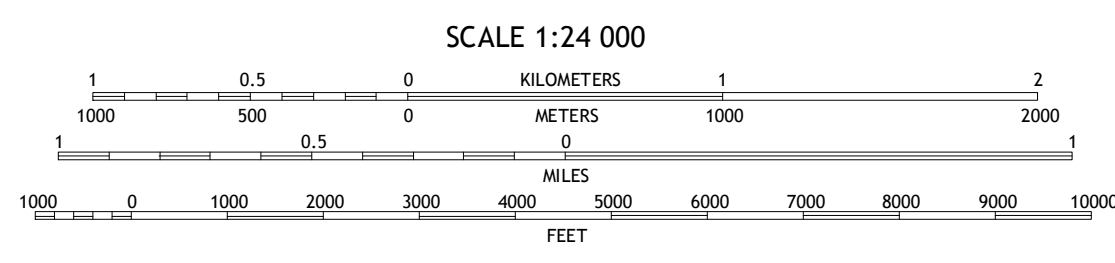 SCALE 1:24 000
1 0.5 0 KILOMETERS 1 2
1000 500 0 METERS 1000 2000
1 0.5 0 1
MILES
1000 0 1000 2000 3000 4000 5000 6000 7000 8000 9000 10000
FEET